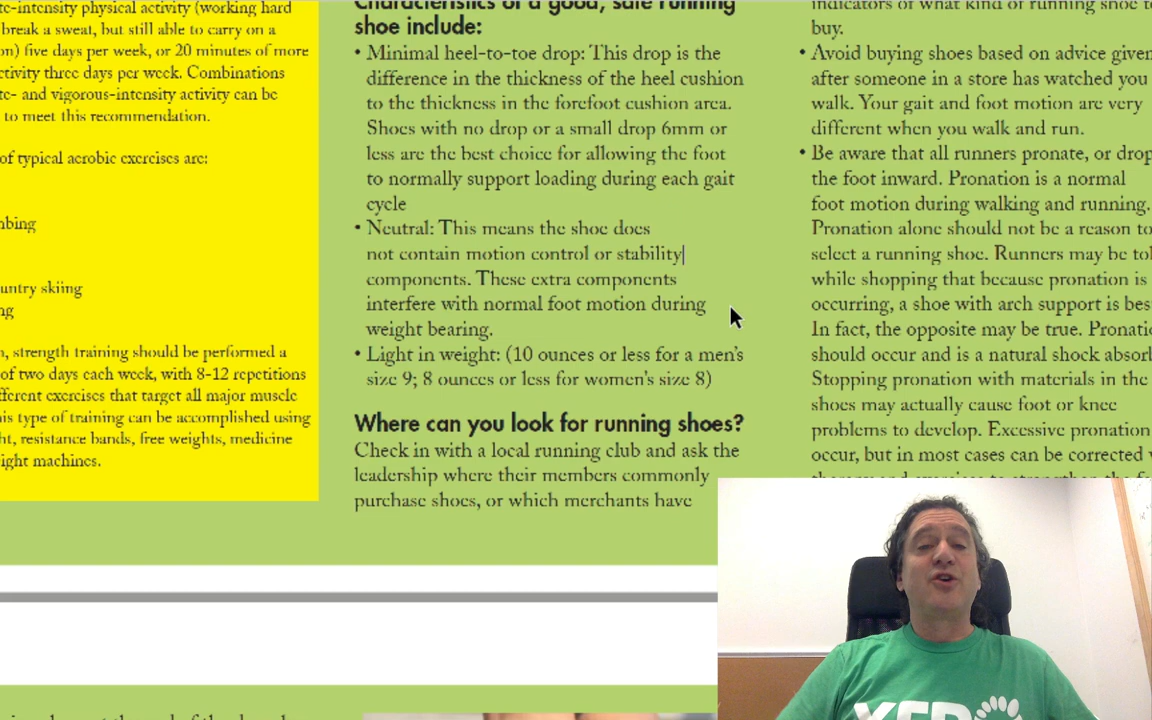 te-intensity physical activity (working hard
break a sweat, but still able to carry on a
on) five days per week, or 20 minutes of more
ctivity three days per week. Combinations
te- and vigorous-intensity activity can be
to meet this recommendation.
of typical aerobic exercises are:
nbing
untry skiing
ng
n, strength training should be performed a
of two days each week, with 8-12 repetitions
fferent exercises that target all major muscle
his type of training can be accomplished using
ht, resistance bands, free weights, medicine
ight machines.
Characteristics of a good, safe running
shoe include:
• Minimal heel-to-toe drop: This drop is the
difference in the thickness of the heel cushion
to the thickness in the forefoot cushion area.
Shoes with no drop or a small drop 6mm or
less are the best choice for allowing the foot
to normally support loading during each gait
cycle
• Neutral: This means the shoe does
not contain motion control or stability
components. These extra components
interfere with normal foot motion during
weight bearing.
• Light in weight: (10 ounces or less for a men's
size 9; 8 ounces or less for women's size 8)
Where can you look for running shoes?
Check in with a local running club and ask the
leadership where their members commonly
purchase shoes, or which merchants have
indicators of what kind of running shoe to
buy.
• Avoid buying shoes based on advice given
after someone in a store has watched you
walk. Your gait and foot motion are very
different when you walk and run.
• Be aware that all runners pronate, or drop
the foot inward. Pronation is a normal
foot motion during walking and running.
Pronation alone should not be a reason to
select a running shoe. Runners may be tol
while shopping that because pronation is
occurring, a shoe with arch support is bes
In fact, the opposite may be true. Pronatio
should occur and is a natural shock absorb
Stopping pronation with materials in the
shoes may actually cause foot or knee
problems to develop. Excessive pronation
occur, but in most cases can be corrected w